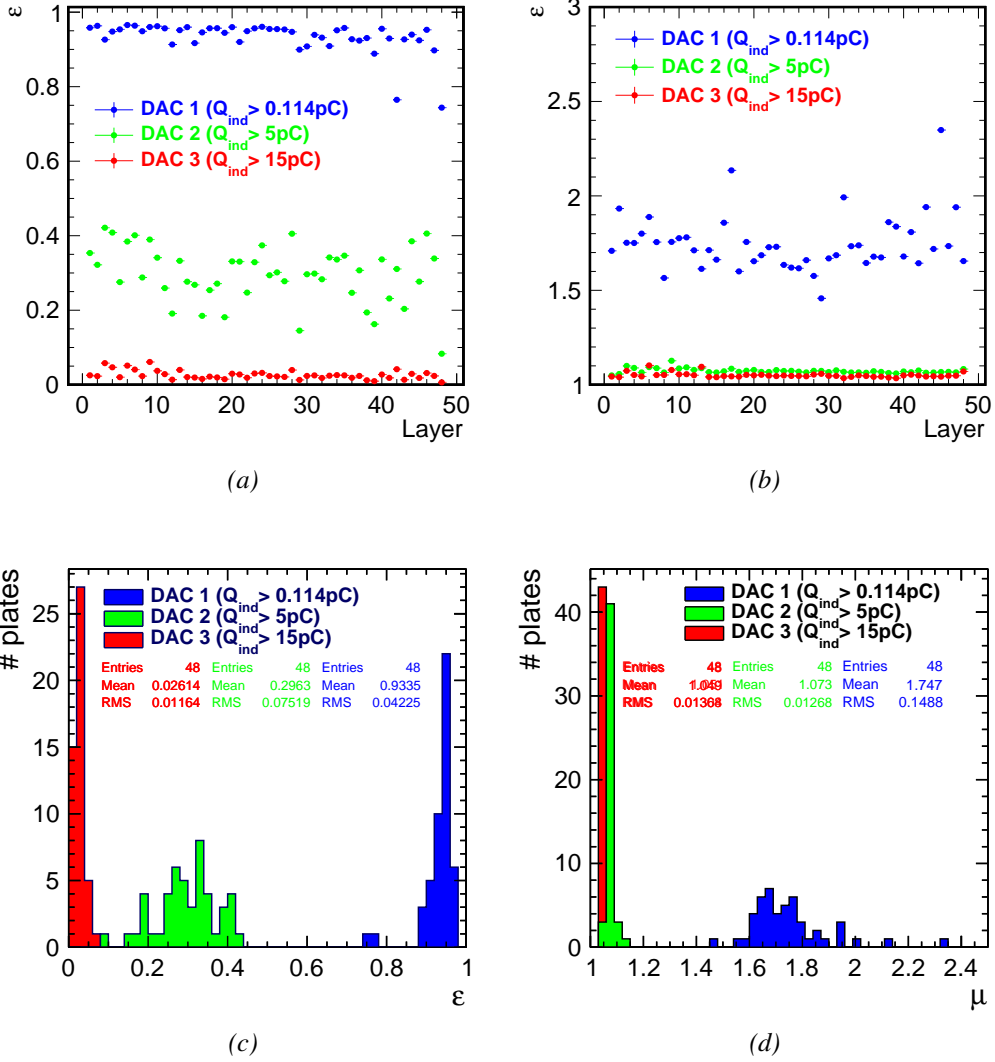 ε
1
0.8
0.6
0.4
0.2
0
DAC 1 (Q_ind> 0.114pC)
DAC 2 (Q_ind> 5pC)
DAC 3 (Q_ind> 15pC)
0 10 20 30 40 50
Layer
(a)
ε
3
2.5
2
1.5
1
DAC 1 (Q_ind> 0.114pC)
DAC 2 (Q_ind> 5pC)
DAC 3 (Q_ind> 15pC)
0 10 20 30 40 50
Layer
(b)
# plates
25
20
15
10
5
0
DAC 1 (Q_ind> 0.114pC)
DAC 2 (Q_ind> 5pC)
DAC 3 (Q_ind> 15pC)
Entries 48 Entries 48 Entries 48
Mean 0.02614 Mean 0.2963 Mean 0.9335
RMS 0.01164 RMS 0.07519 RMS 0.04225
0 0.2 0.4 0.6 0.8 1
ε
(c)
# plates
40
30
20
10
0
DAC 1 (Q_ind> 0.114pC)
DAC 2 (Q_ind> 5pC)
DAC 3 (Q_ind> 15pC)
Entries 48 Entries 48 Entries 48
Mean Mean 1.073 Mean 1.747
RMS RMS 0.01268 RMS 0.1488
1 1.2 1.4 1.6 1.8 2 2.2 2.4
μ
(d)